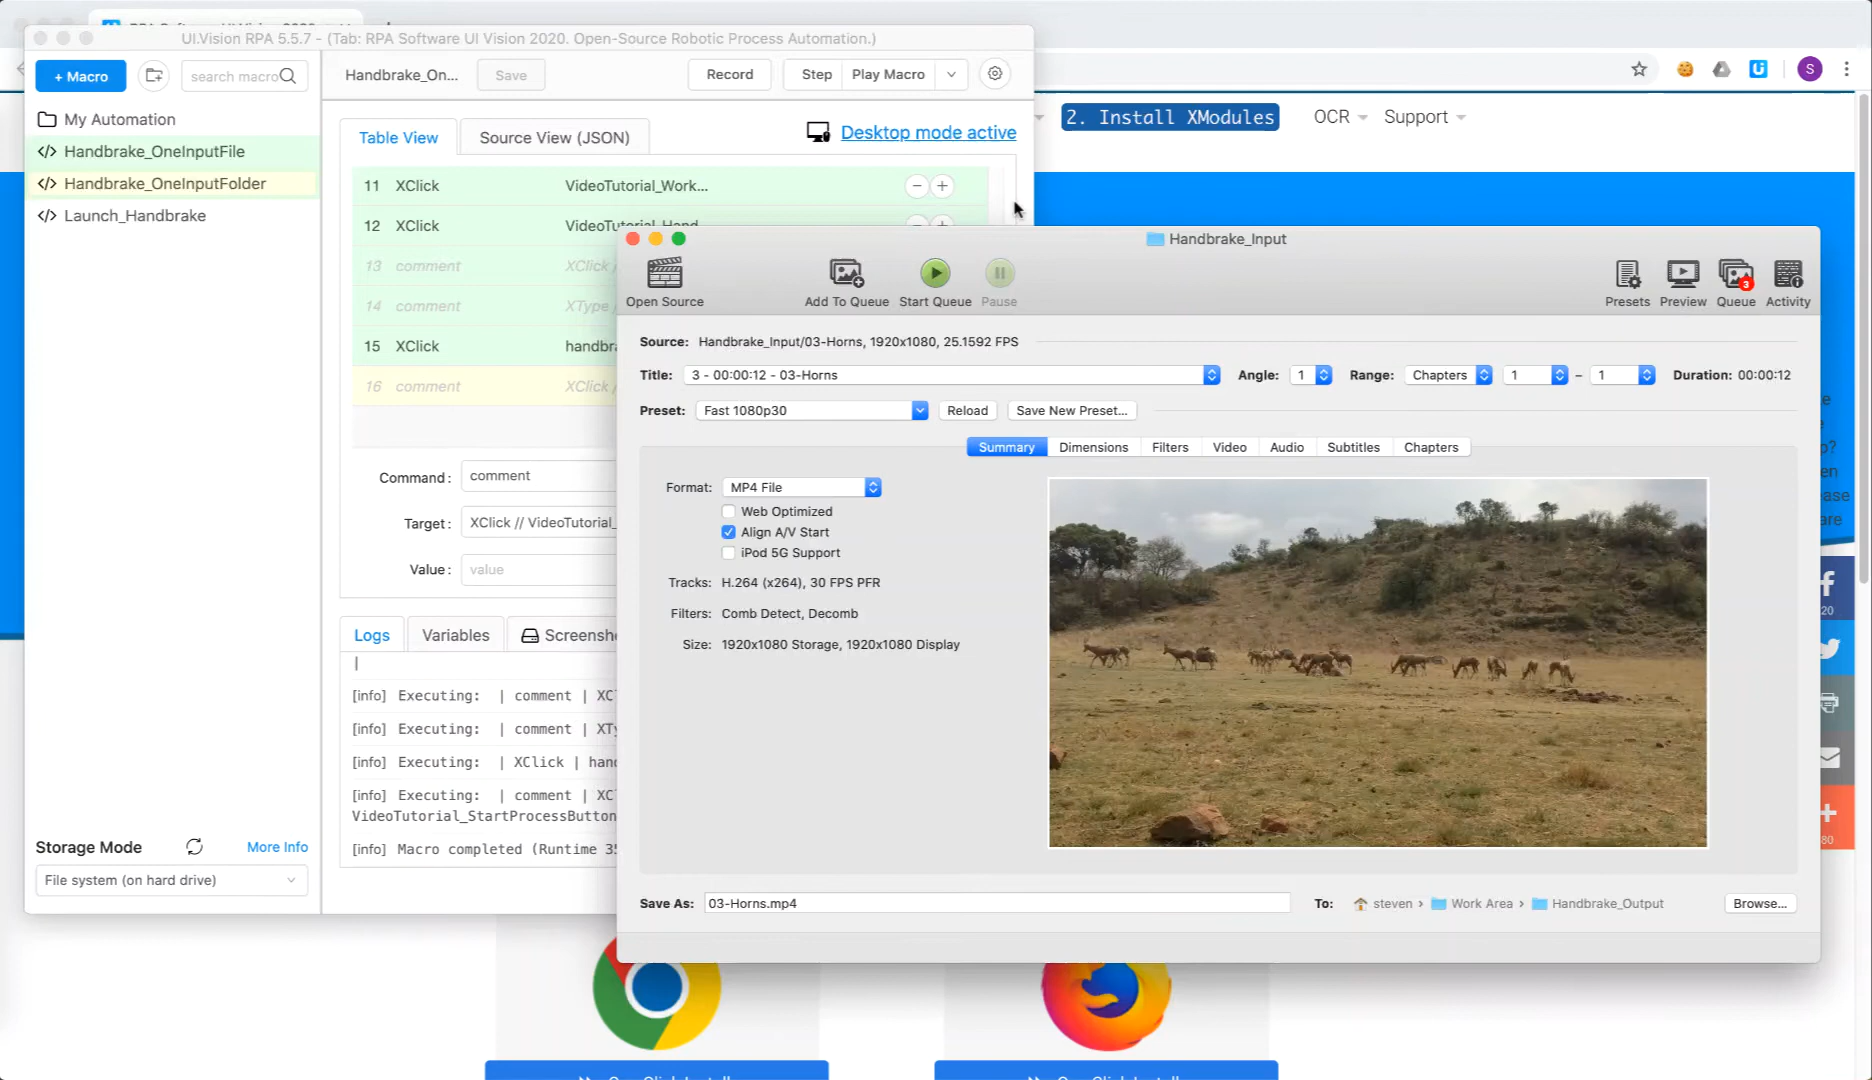 UI.Vision RPA 5.5.7 - (Tab: RPA Software UI Vision 2020. Open-Source Robotic Process Automation.)
+ Macro
search macro
Handbrake_On...
Save
Record
Step
Play Macro
S
2. Install XModules
OCR
Support
My Automation
Handbrake_OneInputFile
Handbrake_OneInputFolder
Launch_Handbrake
Table View
Source View (JSON)
Desktop mode active
11 XClick VideoTutorial_Work...
12 XClick VideoTutorial_Hand
13 comment XClick /
14 comment XType /
15 XClick handbra
16 comment XClick /
Command: comment
Target: XClick // VideoTutorial_
Value: value
Logs
Variables
Screensho
[info] Executing: | comment | XC
[info] Executing: | comment | XTy
[info] Executing: | XClick | hand
[info] Executing: | comment | XC
VideoTutorial_StartProcessButton
[info] Macro completed (Runtime 35
Storage Mode
More Info
File system (on hard drive)
Handbrake_Input
Open Source
Add To Queue
Start Queue
Pause
Presets
Preview
3
Queue
Activity
Source: Handbrake_Input/03-Horns, 1920x1080, 25.1592 FPS
Title: 3 - 00:00:12 - 03-Horns
Angle: 1
Range: Chapters 1 – 1
Duration: 00:00:12
Preset: Fast 1080p30
Reload
Save New Preset...
Summary
Dimensions
Filters
Video
Audio
Subtitles
Chapters
Format: MP4 File
Web Optimized
Align A/V Start
iPod 5G Support
Tracks: H.264 (x264), 30 FPS PFR
Filters: Comb Detect, Decomb
Size: 1920x1080 Storage, 1920x1080 Display
Save As: 03-Horns.mp4
To: steven › Work Area › Handbrake_Output
Browse...
20
80